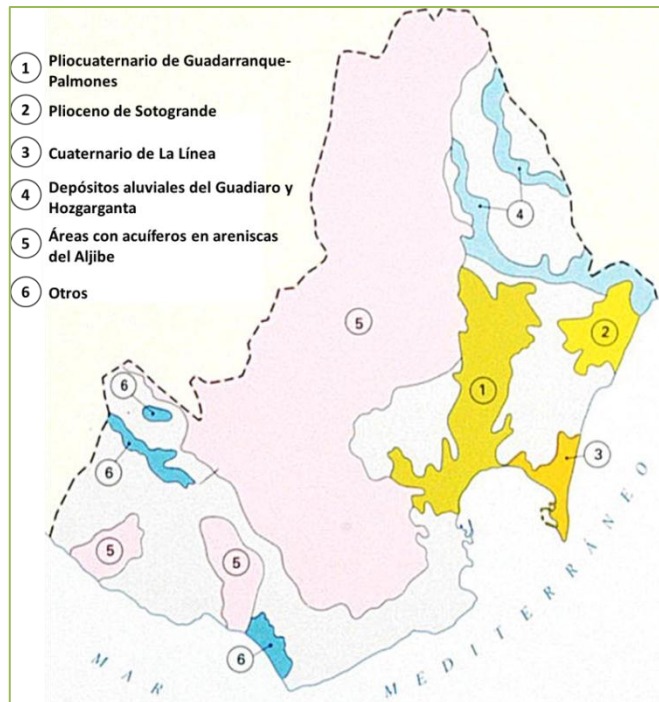 1 Pliocuaternario de Guadarranque-
Palmones
2 Plioceno de Sotogrande
3 Cuaternario de La Línea
4 Depósitos aluviales del Guadiaro y
Hozgarganta
5 Áreas con acuíferos en areniscas
del Aljibe
6 Otros
4
5
2
6
1
6
3
5
5
6
MAR MEDITERRÁNEO